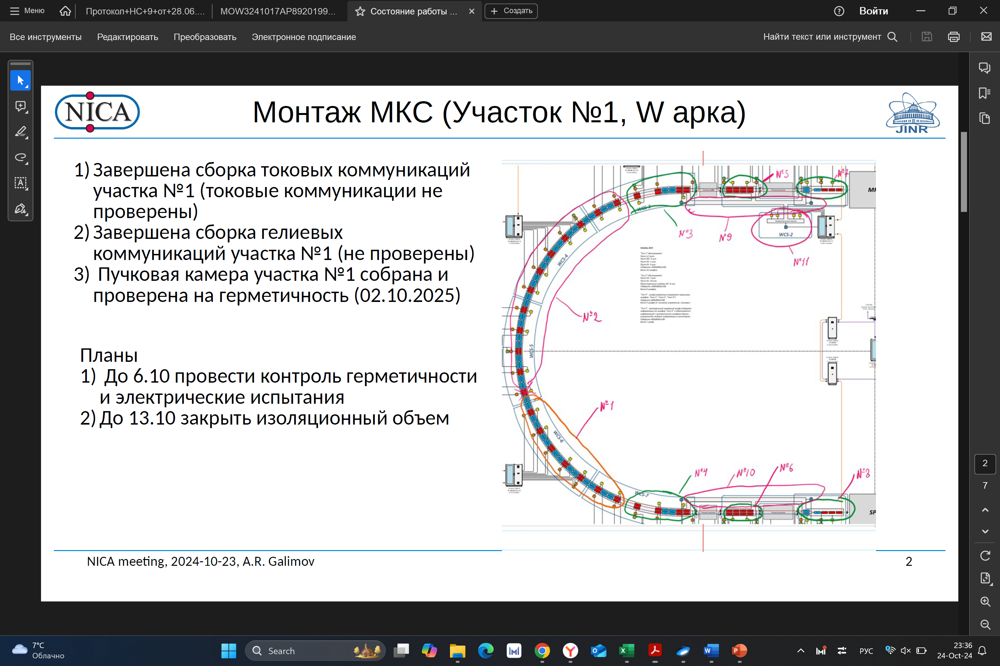 Меню
Протокол+НС+9+от+28.06....
MOW3241017AP8920199...
Состояние работы ...
Создать
Войти
Все инструменты
Редактировать
Преобразовать
Электронное подписание
Найти текст или инструмент
NICA
Монтаж МКС (Участок №1, W арка)
JINR
1) Завершена сборка токовых коммуникаций
участка №1 (токовые коммуникации не
проверены)
2) Завершена сборка гелиевых
коммуникаций участка №1 (не проверены)
3) Пучковая камера участка №1 собрана и
проверена на герметичность (02.10.2025)
Планы
1) До 6.10 провести контроль герметичности
и электрические испытания
2) До 13.10 закрыть изоляционный объем
№5
№7
WCS-3
№3
№9
WCS-2
№11
WCS-4
№2
WCS-5
№1
WCS-6
WCS-7
№4
№10
№6
№8
SP
NICA meeting, 2024-10-23, A.R. Galimov
2
2
7
7°C
Облачно
Search
РУС
23:36
24-Oct-24